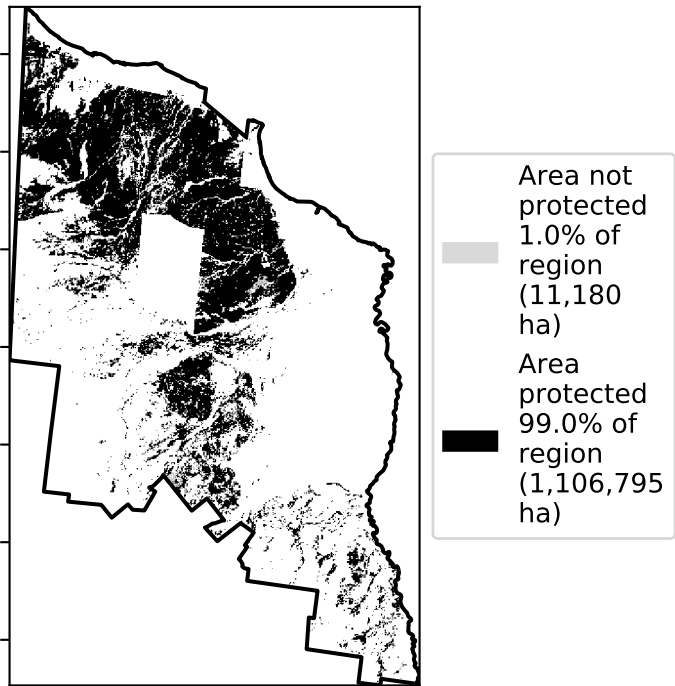 Area not
protected
1.0% of
region
(11,180
ha)
Area
protected
99.0% of
region
(1,106,795
ha)